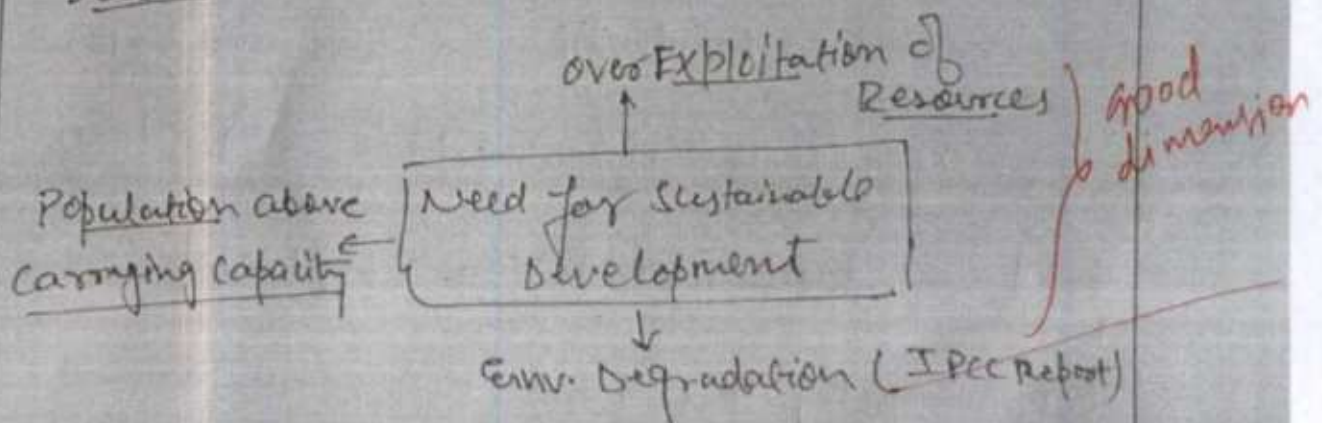 over Exploitation of
Resources
good
dimension
Population above
carrying capacity
Need for Sustainable
Development
Env. Degradation (IPCC Report)